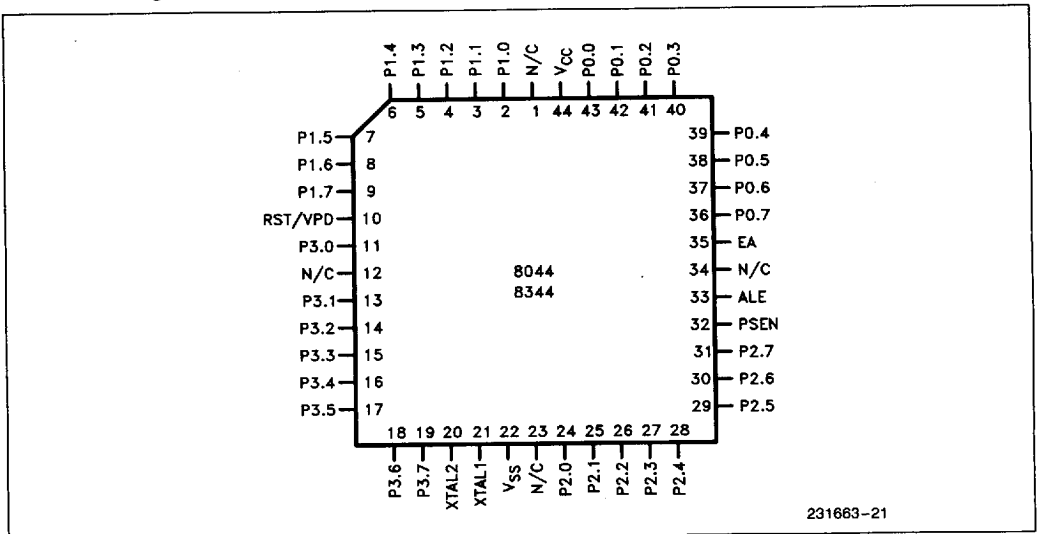 P1.4 P1.3 P1.2 P1.1 P1.0 N/C VCC P0.0 P0.1 P0.2 P0.3
6 5 4 3 2 1 44 43 42 41 40
P1.5 7
P1.6 8
P1.7 9
RST/VPD 10
P3.0 11
N/C 12
P3.1 13
P3.2 14
P3.3 15
P3.4 16
P3.5 17
8044
8344
39 P0.4
38 P0.5
37 P0.6
36 P0.7
35 EA
34 N/C
33 ALE
32 PSEN
31 P2.7
30 P2.6
29 P2.5
18 19 20 21 22 23 24 25 26 27 28
P3.6 P3.7 XTAL2 XTAL1 VSS N/C P2.0 P2.1 P2.2 P2.3 P2.4
231663-21